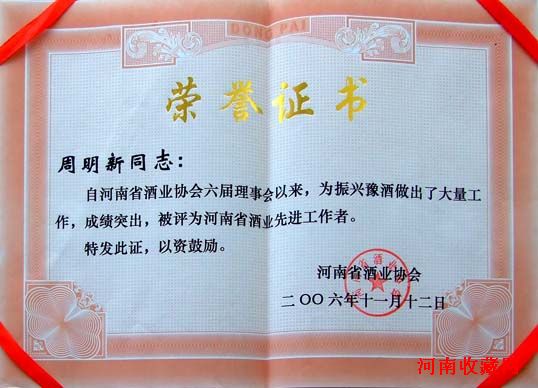 DONG PAI
荣誉证书
周明新同志：
自河南省酒业协会六届理事会以来，为振兴豫酒做出了大量工
作，成绩突出，被评为河南省酒业先进工作者。
特发此证，以资鼓励。
河南省酒业协会
二〇〇六年十一月十二日
河南收藏